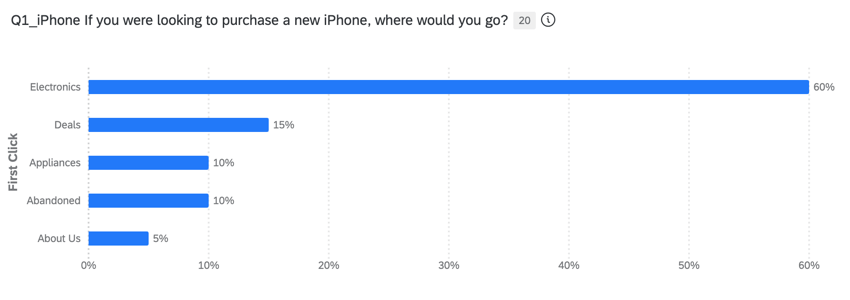 Q1_iPhone If you were looking to purchase a new iPhone, where would you go? 20 i
First Click
Electronics 60%
Deals 15%
Appliances 10%
Abandoned 10%
About Us 5%
0% 10% 20% 30% 40% 50% 60%